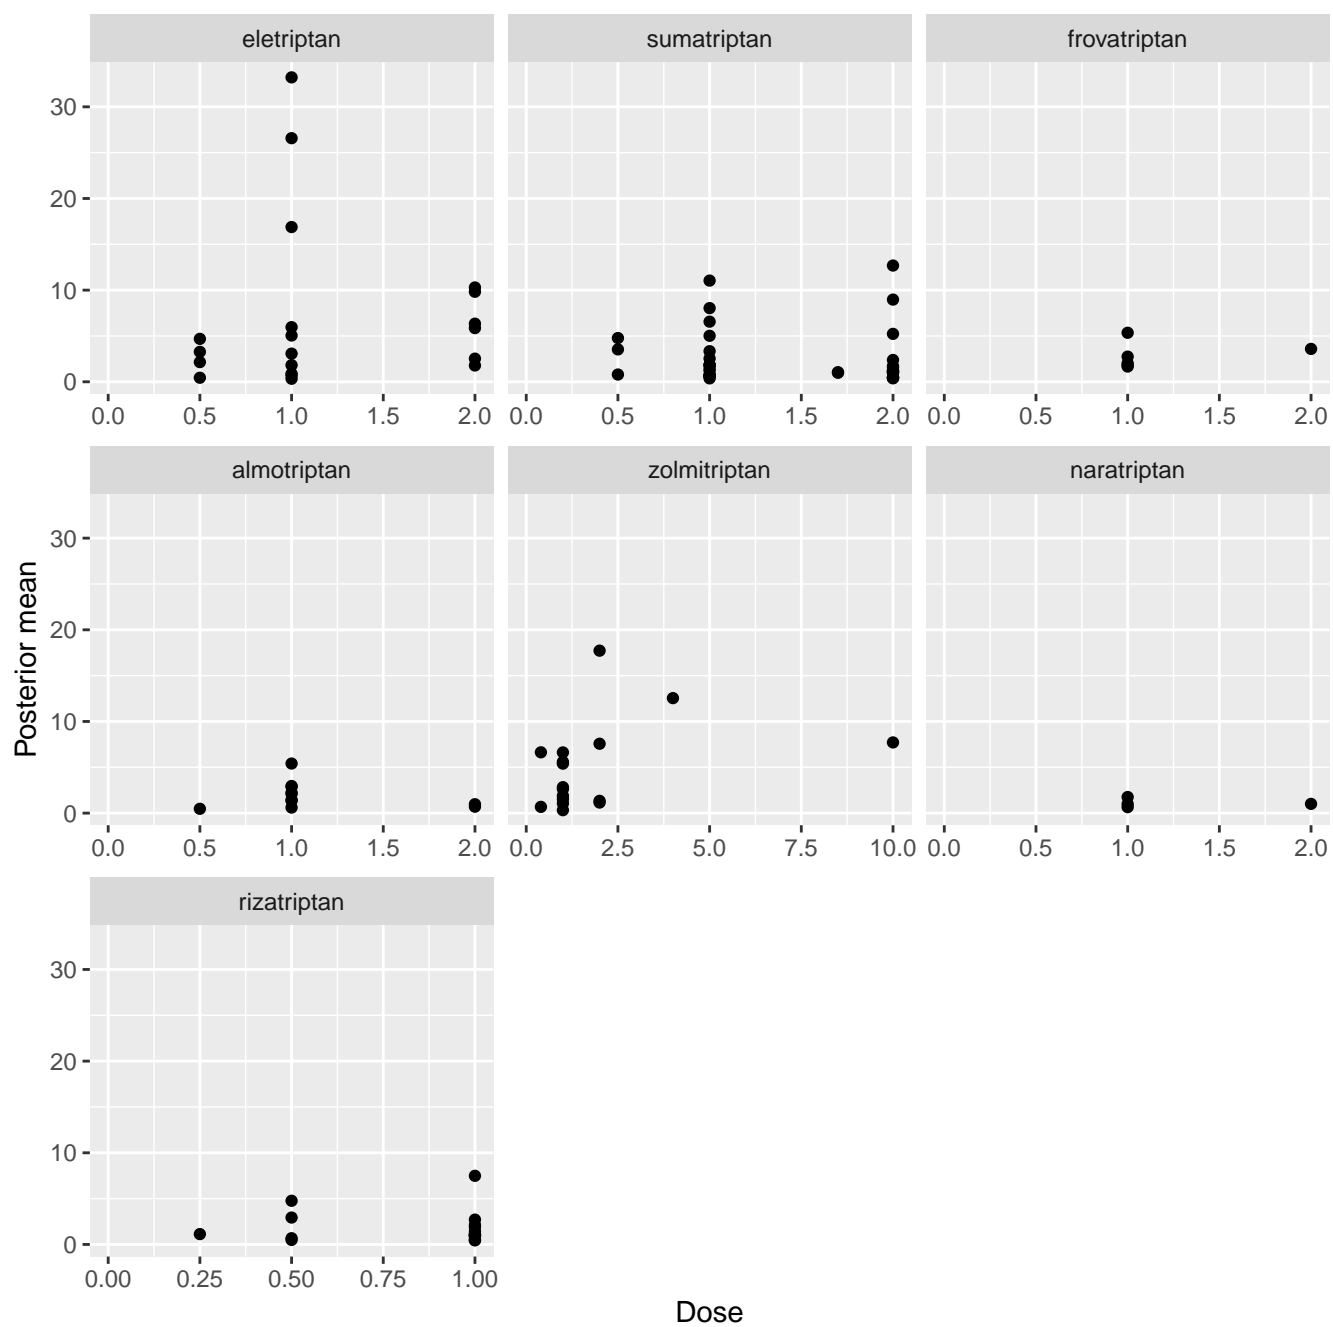 eletriptan sumatriptan frovatriptan
30
20
10
0
0.0 0.5 1.0 1.5 2.0 0.0 0.5 1.0 1.5 2.0 0.0 0.5 1.0 1.5 2.0
almotriptan zolmitriptan naratriptan
30
20
10
0
0.0 0.5 1.0 1.5 2.0 0.0 2.5 5.0 7.5 10.0 0.0 0.5 1.0 1.5 2.0
Posterior mean
rizatriptan
30
20
10
0
0.00 0.25 0.50 0.75 1.00
Dose